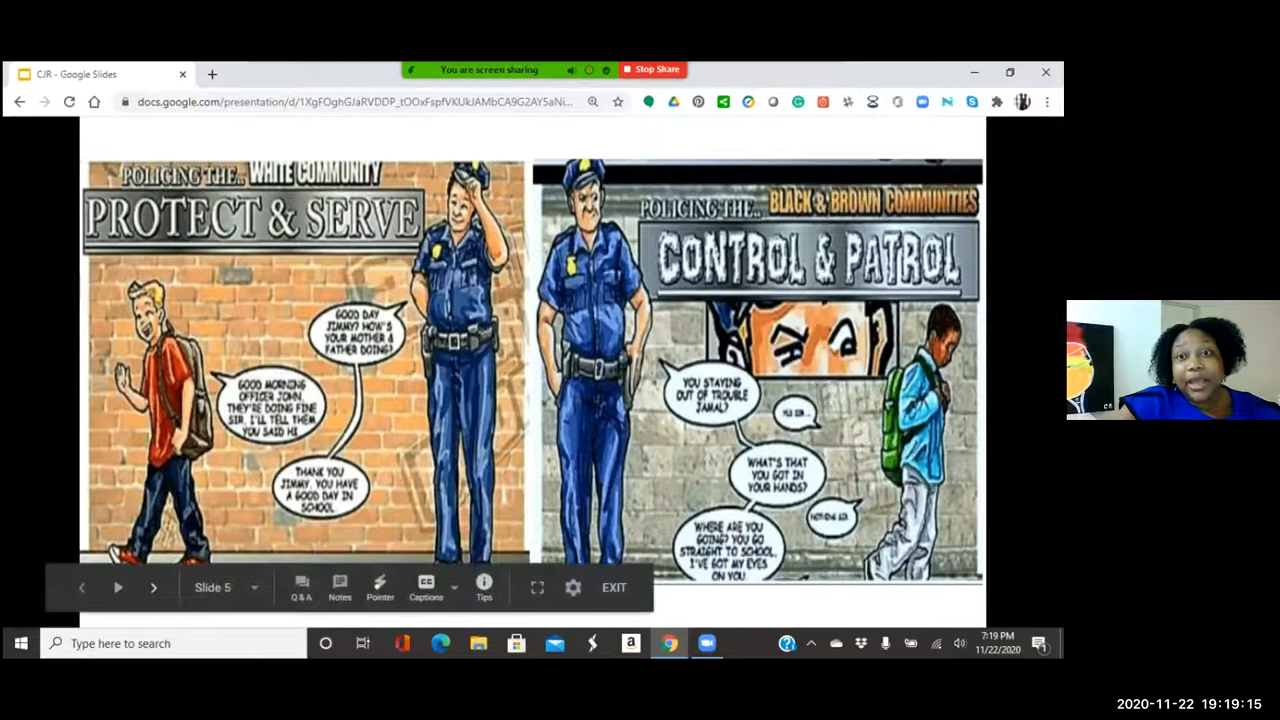 CJR - Google Slides
You are screen sharing
Stop Share
docs.google.com/presentation/d/1XgFOghGJaRVDDP_tOOxFspfVKUkJAMbCA9G2AY5aNi...
POLICING THE.. WHITE COMMUNITY
PROTECT & SERVE
GOOD DAY
JIMMY? HOW'S
YOUR MOTHER &
FATHER DOING?
GOOD MORNING
OFFICER JOHN.
THEY'RE DOING FINE
SIR. I'LL TELL THEM
YOU SAID HI
THANK YOU
JIMMY. YOU HAVE
A GOOD DAY IN
SCHOOL
POLICING THE.. BLACK & BROWN COMMUNITIES
CONTROL & PATROL
YOU STAYING
OUT OF TROUBLE
JAMAL?
YES SIR...
WHAT'S THAT
YOU GOT IN
YOUR HANDS?
NOTHING SIR
WHERE ARE YOU
GOING? YOU GO
STRAIGHT TO SCHOOL.
I'VE GOT MY EYES
ON YOU
Slide 5
Q & A
Notes
Pointer
CC
Captions
Tips
EXIT
Type here to search
7:19 PM
11/22/2020
2020-11-22 19:19:15